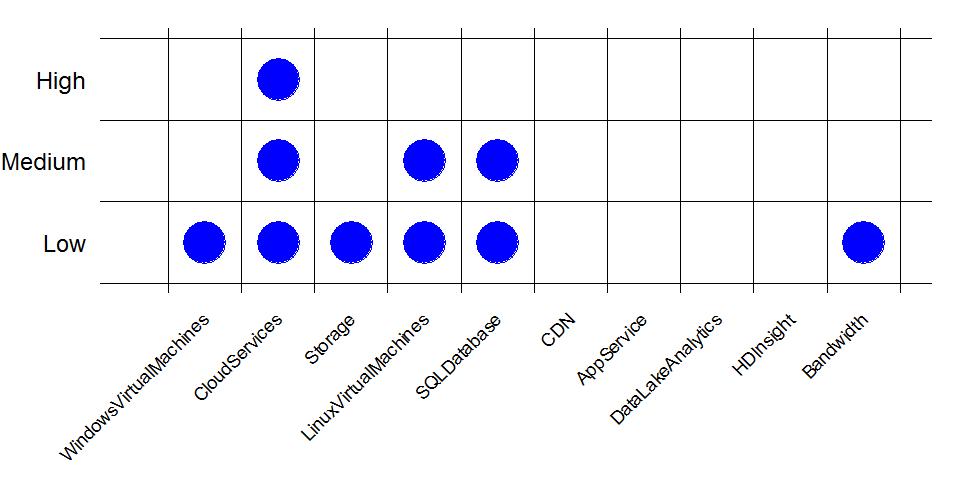 High
Medium
Low
WindowsVirtualMachines
CloudServices
Storage
LinuxVirtualMachines
SQLDatabase
CDN
AppService
DataLakeAnalytics
HDInsight
Bandwidth